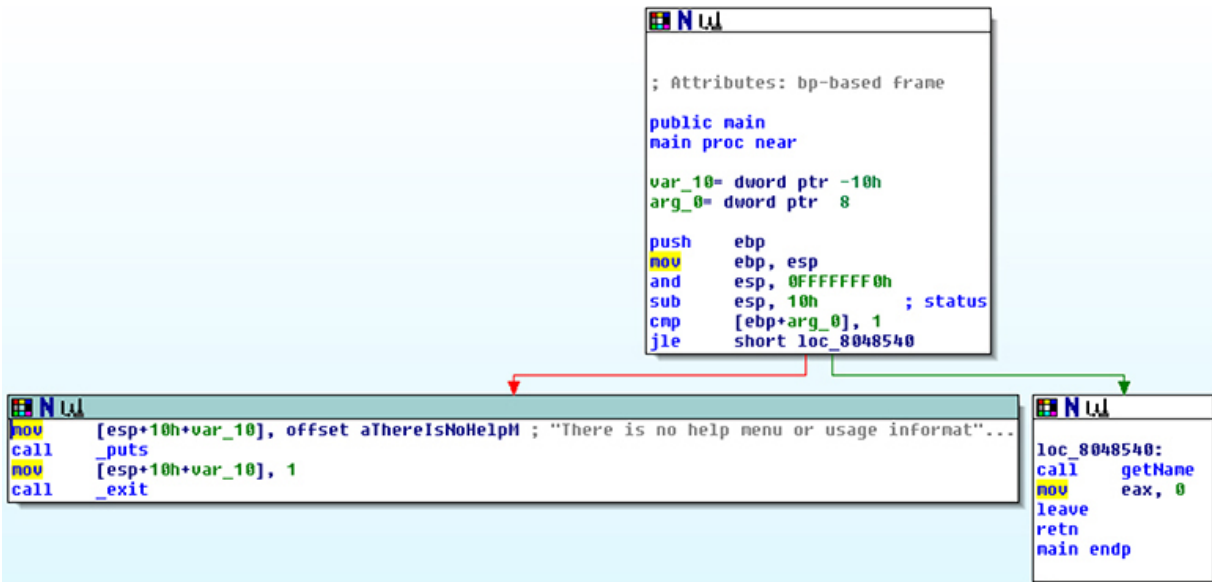 ; Attributes: bp-based frame
public main
main proc near
var_10= dword ptr -10h
arg_0= dword ptr 8
push ebp
mov ebp, esp
and esp, 0FFFFFFF0h
sub esp, 10h ; status
cmp [ebp+arg_0], 1
jle short loc_8048540
mov [esp+10h+var_10], offset aThereIsNoHelpM ; "There is no help menu or usage informat"...
call _puts
mov [esp+10h+var_10], 1
call _exit
loc_8048540:
call getName
mov eax, 0
leave
retn
main endp